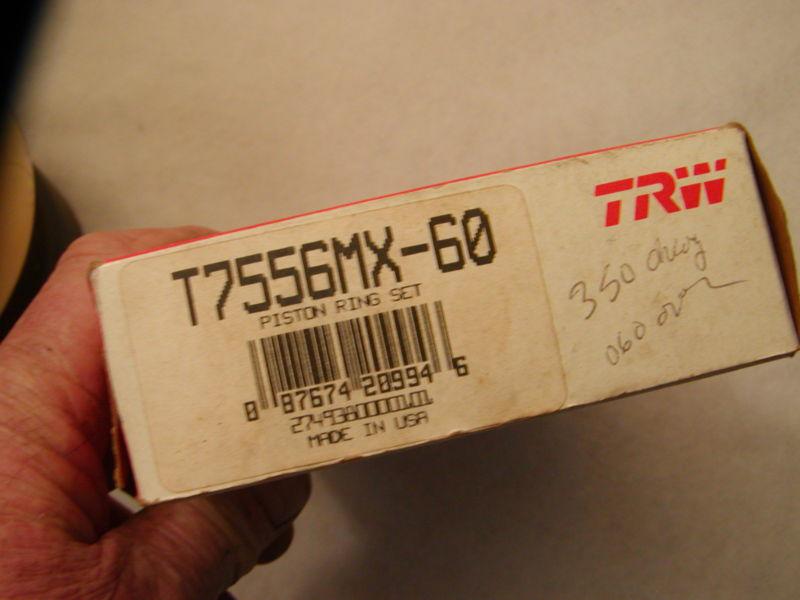 TRW
T7556MX-60
PISTON RING SET
0 87674 20994 6
MADE IN USA
350 chevy
060 over